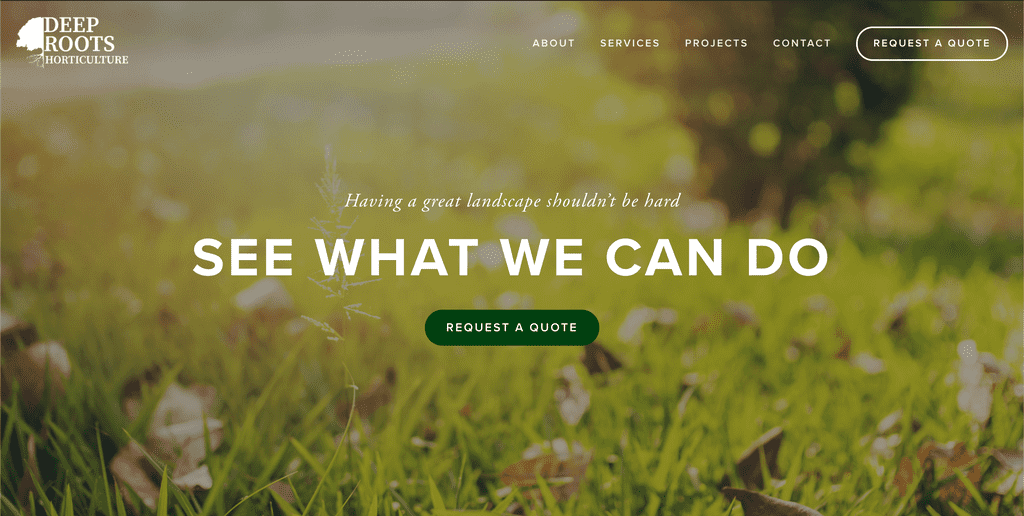 DEEP
ROOTS
HORTICULTURE
ABOUT
SERVICES
PROJECTS
CONTACT
REQUEST A QUOTE
Having a great landscape shouldn't be hard
SEE WHAT WE CAN DO
REQUEST A QUOTE